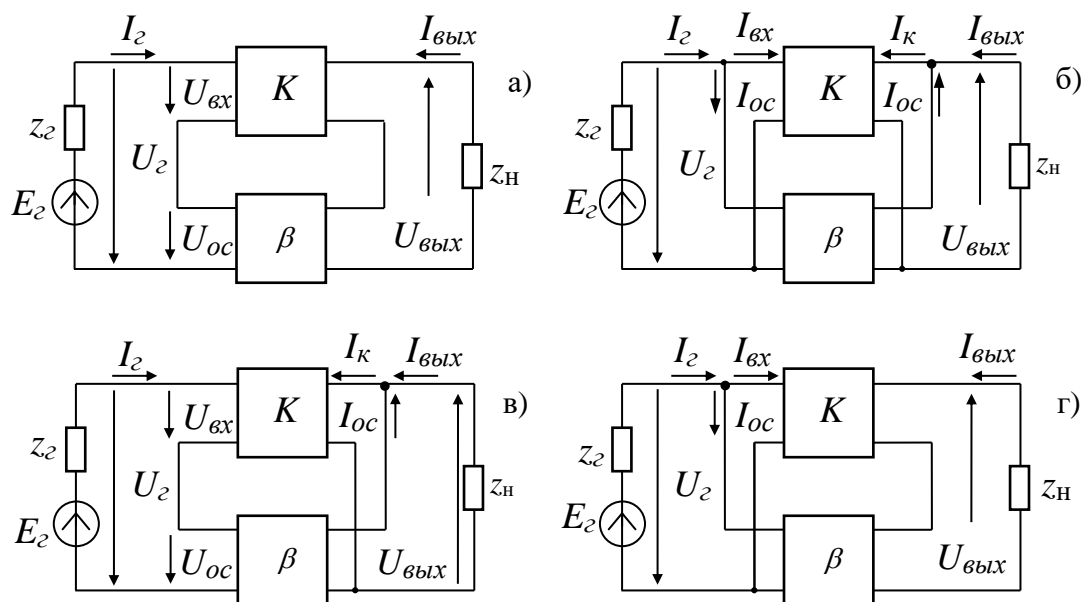 I_г U_вх K I_вых а)
z_г U_г z_н
E_г U_ос β U_вых
I_г I_вх I_к I_вых б)
I_ос K I_ос
z_г U_г z_н
E_г β U_вых
I_г I_к I_вых в)
U_вх K I_ос
z_г U_г z_н
E_г U_ос β U_вых
I_г I_вх I_вых г)
I_ос K
z_г U_г z_н
E_г β U_вых